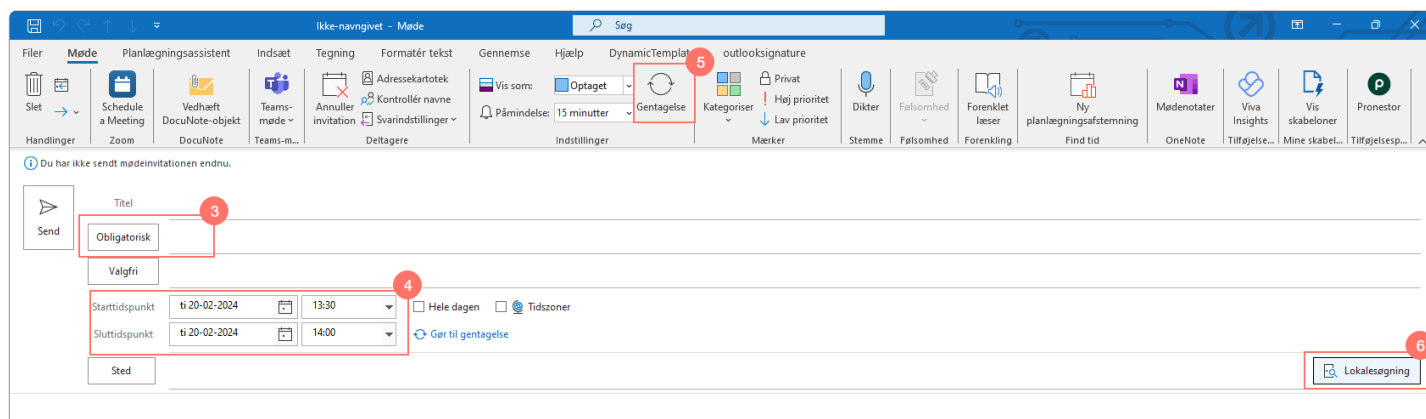 Ikke-navngivet - Møde
Søg
Filer Møde Planlægningsassistent Indsæt Tegning Formatér tekst Gennemse Hjælp DynamicTemplat outlooksignature
5
Slet
Schedule a Meeting
Vedhæft DocuNote-objekt
Teams-møde
Annuller invitation
Adressekartotek
Kontrollér navne
Svarindstillinger
Vis som: Optaget
Påmindelse: 15 minutter
Gentagelse
Kategoriser
Privat
Høj prioritet
Lav prioritet
Dikter
Følsomhed
Forenklet læser
Ny planlægningsafstemning
Mødenotater
Viva Insights
Vis skabeloner
Pronestor
Handlinger Zoom DocuNote Teams-m... Deltagere Indstillinger Mærker Stemme Følsomhed Forenkling Find tid OneNote Tilføjelse... Mine skabel... Tilføjelsesp...
Du har ikke sendt mødeinvitationen endnu.
Send
Titel
3
Obligatorisk
Valgfri
4
Starttidspunkt ti 20-02-2024 13:30 Hele dagen Tidszoner
Sluttidspunkt ti 20-02-2024 14:00 Gør til gentagelse
6
Sted Lokalesøgning